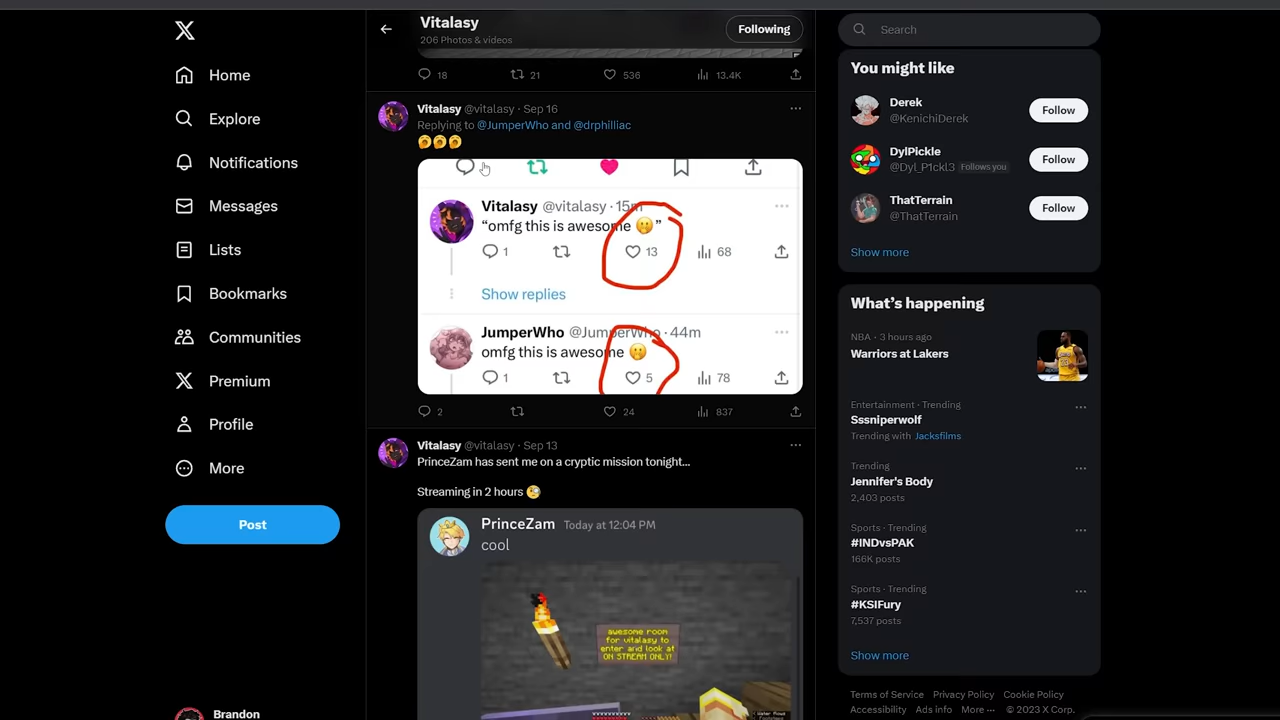 Home
Explore
Notifications
Messages
Lists
Bookmarks
Communities
Premium
Profile
More
Post
Brandon
Vitalasy
206 Photos & videos
Following
18 21 536 13.4K
Vitalasy @vitalasy · Sep 16
Replying to @JumperWho and @drphilliac
Vitalasy @vitalasy · 15m
“omfg this is awesome 🫢”
1 13 68
Show replies
JumperWho @JumperWho · 44m
omfg this is awesome 🫢
1 5 78
2 24 837
Vitalasy @vitalasy · Sep 13
PrinceZam has sent me on a cryptic mission tonight...
Streaming in 2 hours 🧐
PrinceZam Today at 12:04 PM
cool
awesome room
for vitalasy to
enter and look at
ON STREAM ONLY!
Search
You might like
Derek
@KenichiDerek
Follow
DylPickle
@Dyl_P1ckl3 Follows you
Follow
ThatTerrain
@ThatTerrain
Follow
Show more
What’s happening
NBA · 3 hours ago
Warriors at Lakers
Entertainment · Trending
Sssniperwolf
Trending with Jacksfilms
Trending
Jennifer's Body
2,403 posts
Sports · Trending
#INDvsPAK
166K posts
Sports · Trending
#KSIFury
7,537 posts
Show more
Terms of Service Privacy Policy Cookie Policy
Accessibility Ads info More ··· © 2023 X Corp.